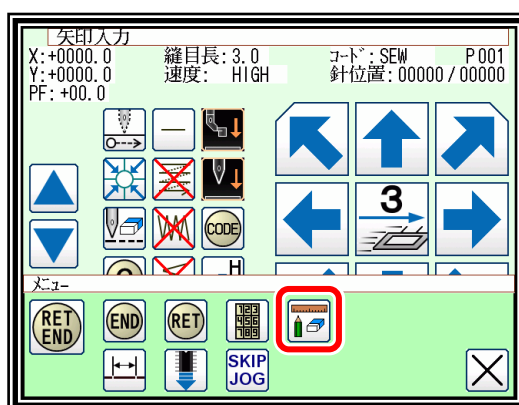 矢印入力
X:+0000.0 縫目長:3.0 コード:SEW P001
Y:+0000.0 速度: HIGH 針位置:00000/00000
PF:+00.0
3
CODE
H
メニュー
RET END
END
RET
123
456
789
SKIP
JOG